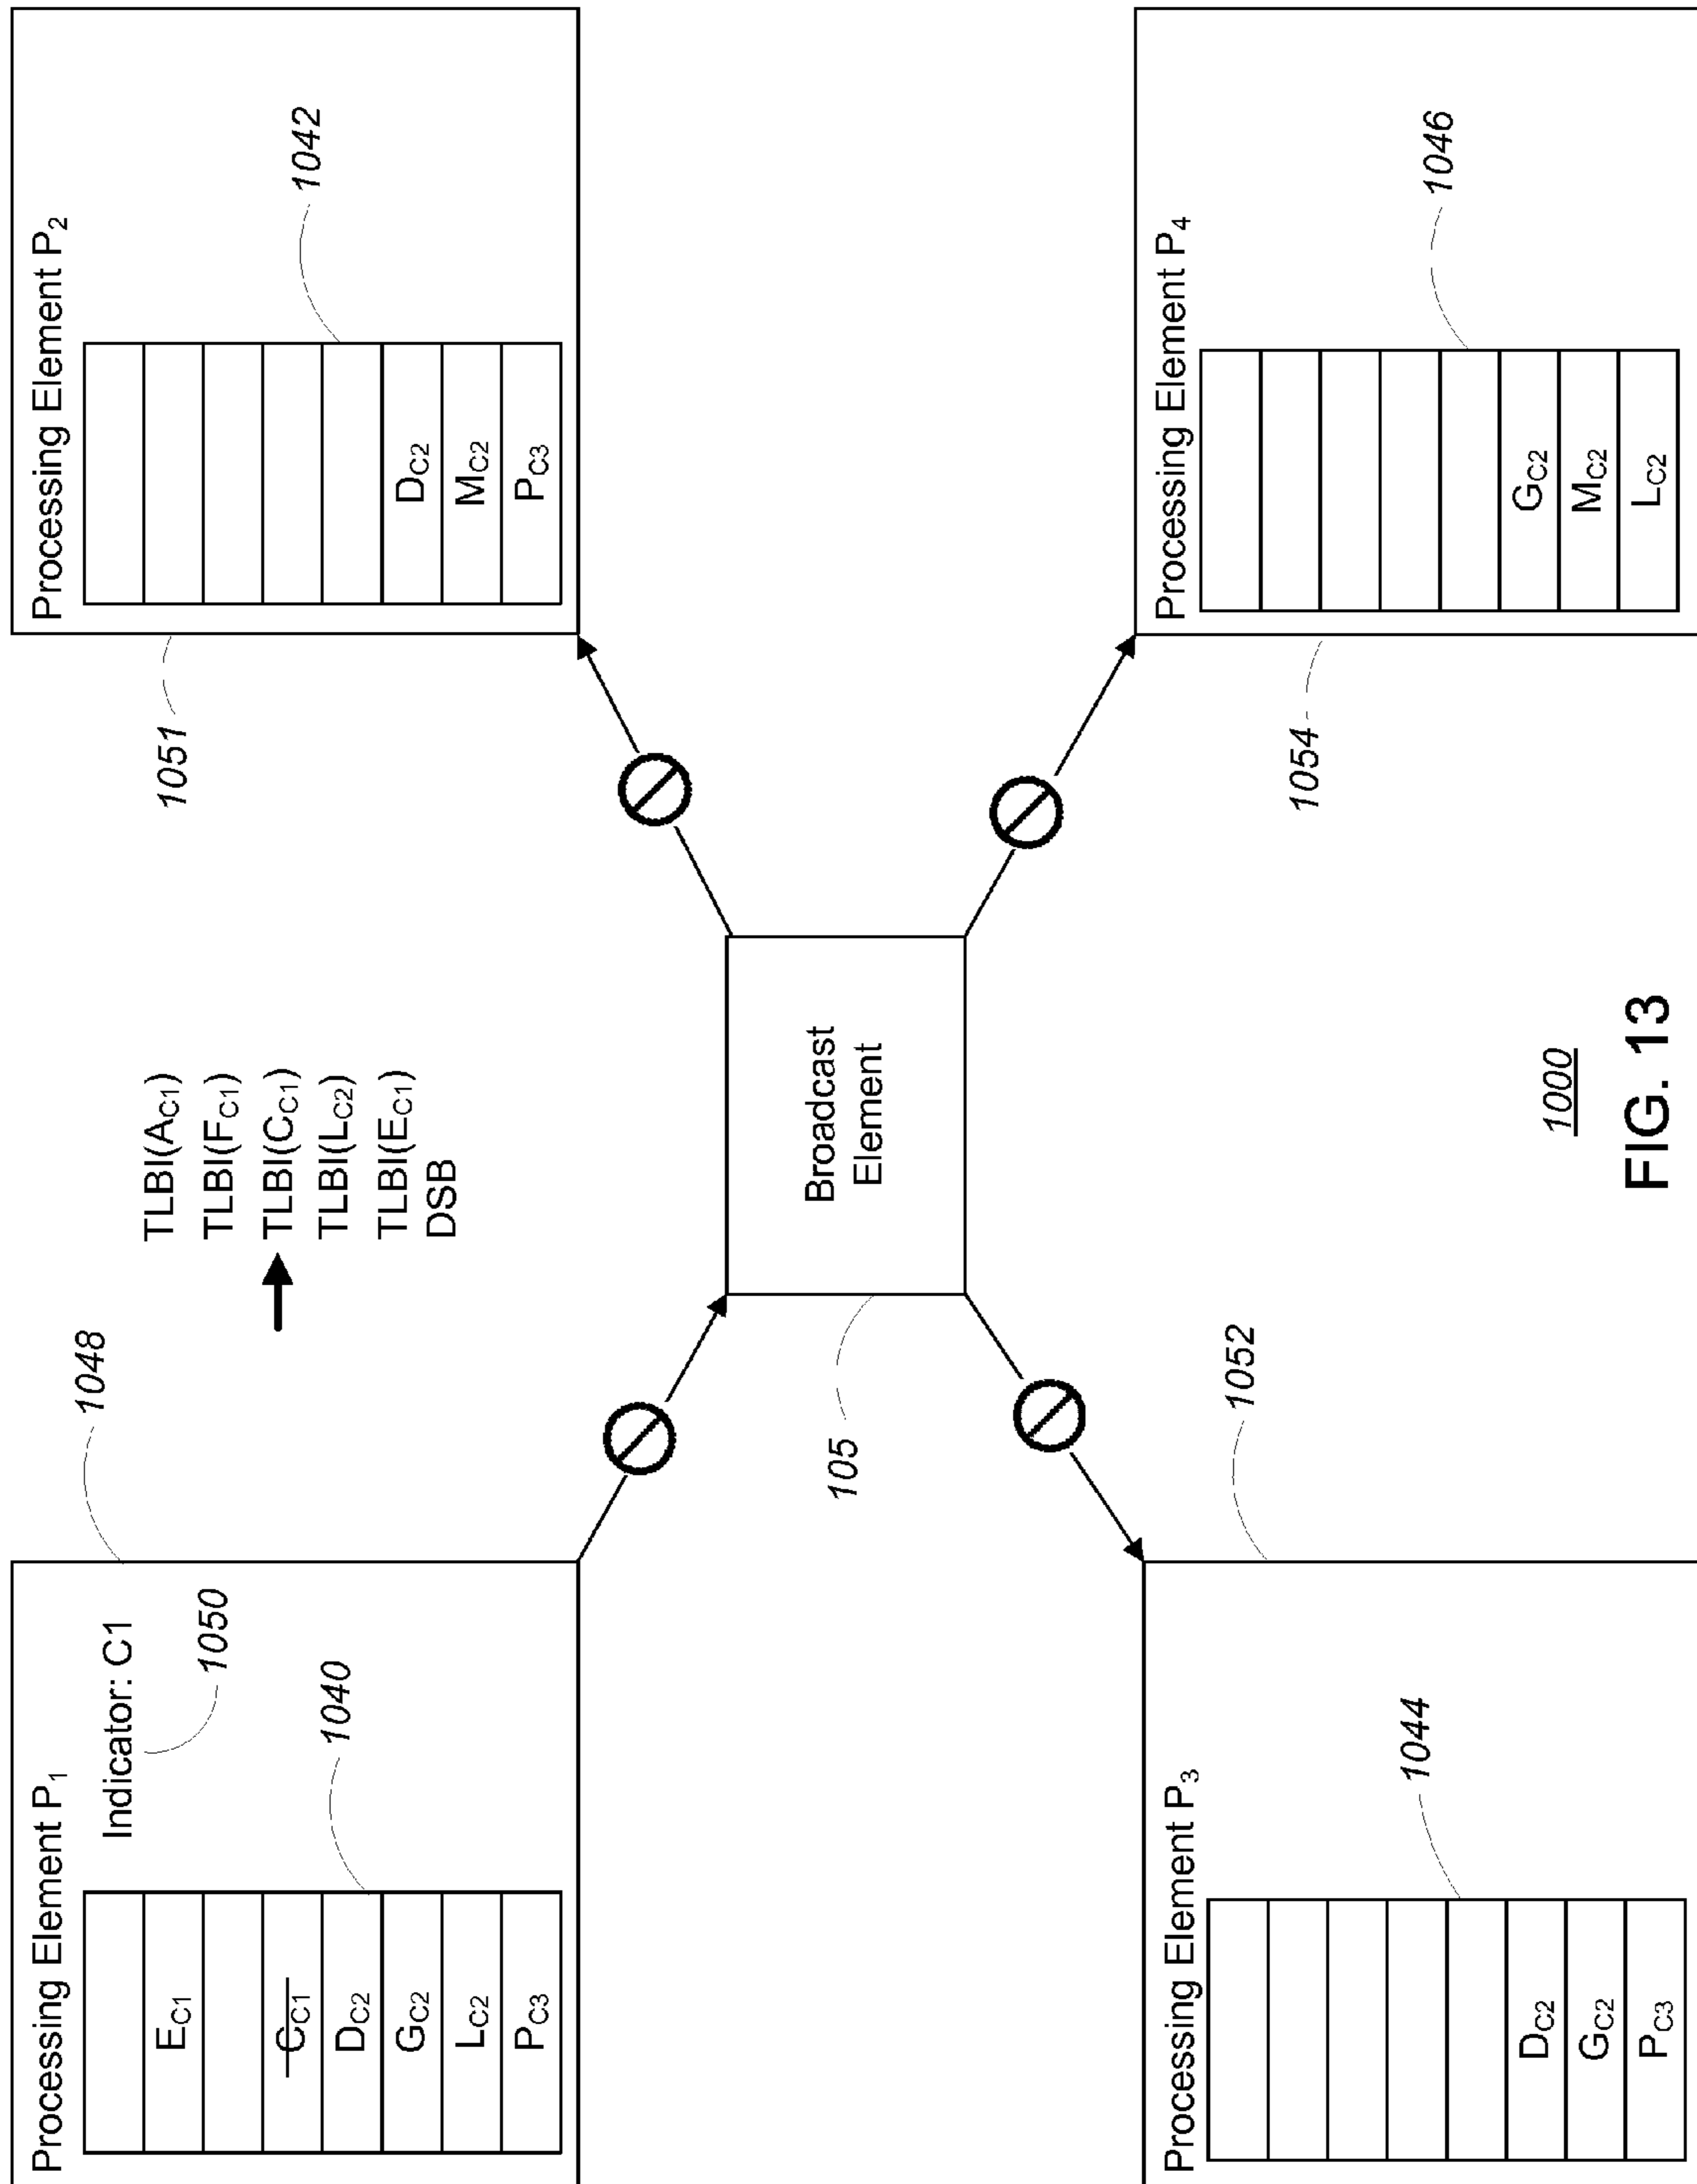 Processing Element P1
Indicator: C1
1050
1048
EC1
CC1
DC2
GC2
LC2
PC3
1040
TLBI(AC1)
TLBI(FC1)
TLBI(CC1)
TLBI(LC2)
TLBI(EC1)
DSB
Processing Element P2
DC2
MC2
PC3
1042
1051
Broadcast
Element
105
Processing Element P3
DC2
GC2
PC3
1044
1052
Processing Element P4
GC2
MC2
LC2
1046
1054
1000
FIG. 13